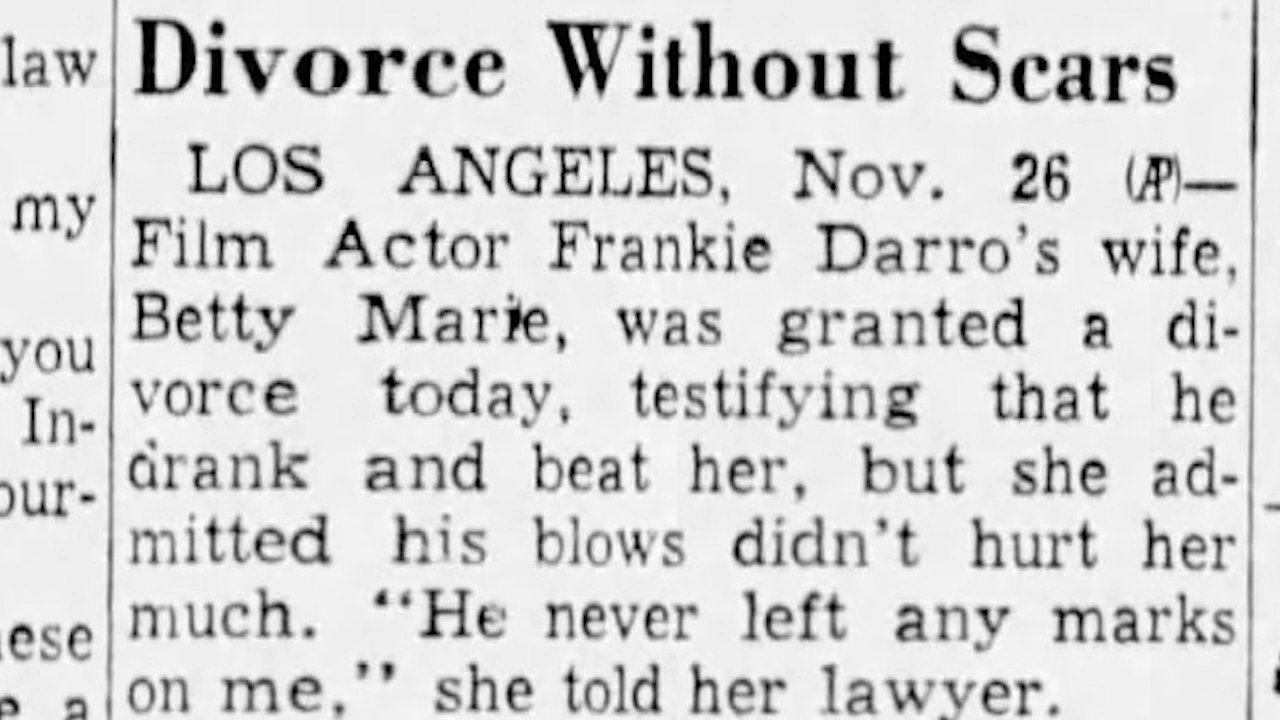 law
my
you
In-
our-
ese
e a
Divorce Without Scars
LOS ANGELES, Nov. 26 (AP)—
Film Actor Frankie Darro's wife,
Betty Marie, was granted a di-
vorce today, testifying that he
drank and beat her, but she ad-
mitted his blows didn't hurt her
much. "He never left any marks
on me," she told her lawyer.